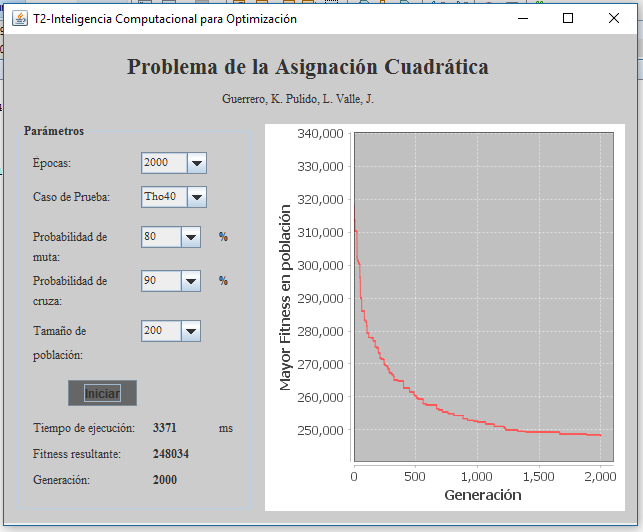 T2-Inteligencia Computacional para Optimización
Problema de la Asignación Cuadrática
Guerrero, K. Pulido, L. Valle, J.
Parámetros
Épocas: 2000
Caso de Prueba: Tho40
Probabilidad de
muta: 80 %
Probabilidad de
cruza: 90 %
Tamaño de
población: 200
Iniciar
Tiempo de ejecución: 3371 ms
Fitness resultante: 248034
Generación: 2000
Mayor Fitness en población
340,000
330,000
320,000
310,000
300,000
290,000
280,000
270,000
260,000
250,000
0 500 1,000 1,500 2,000
Generación